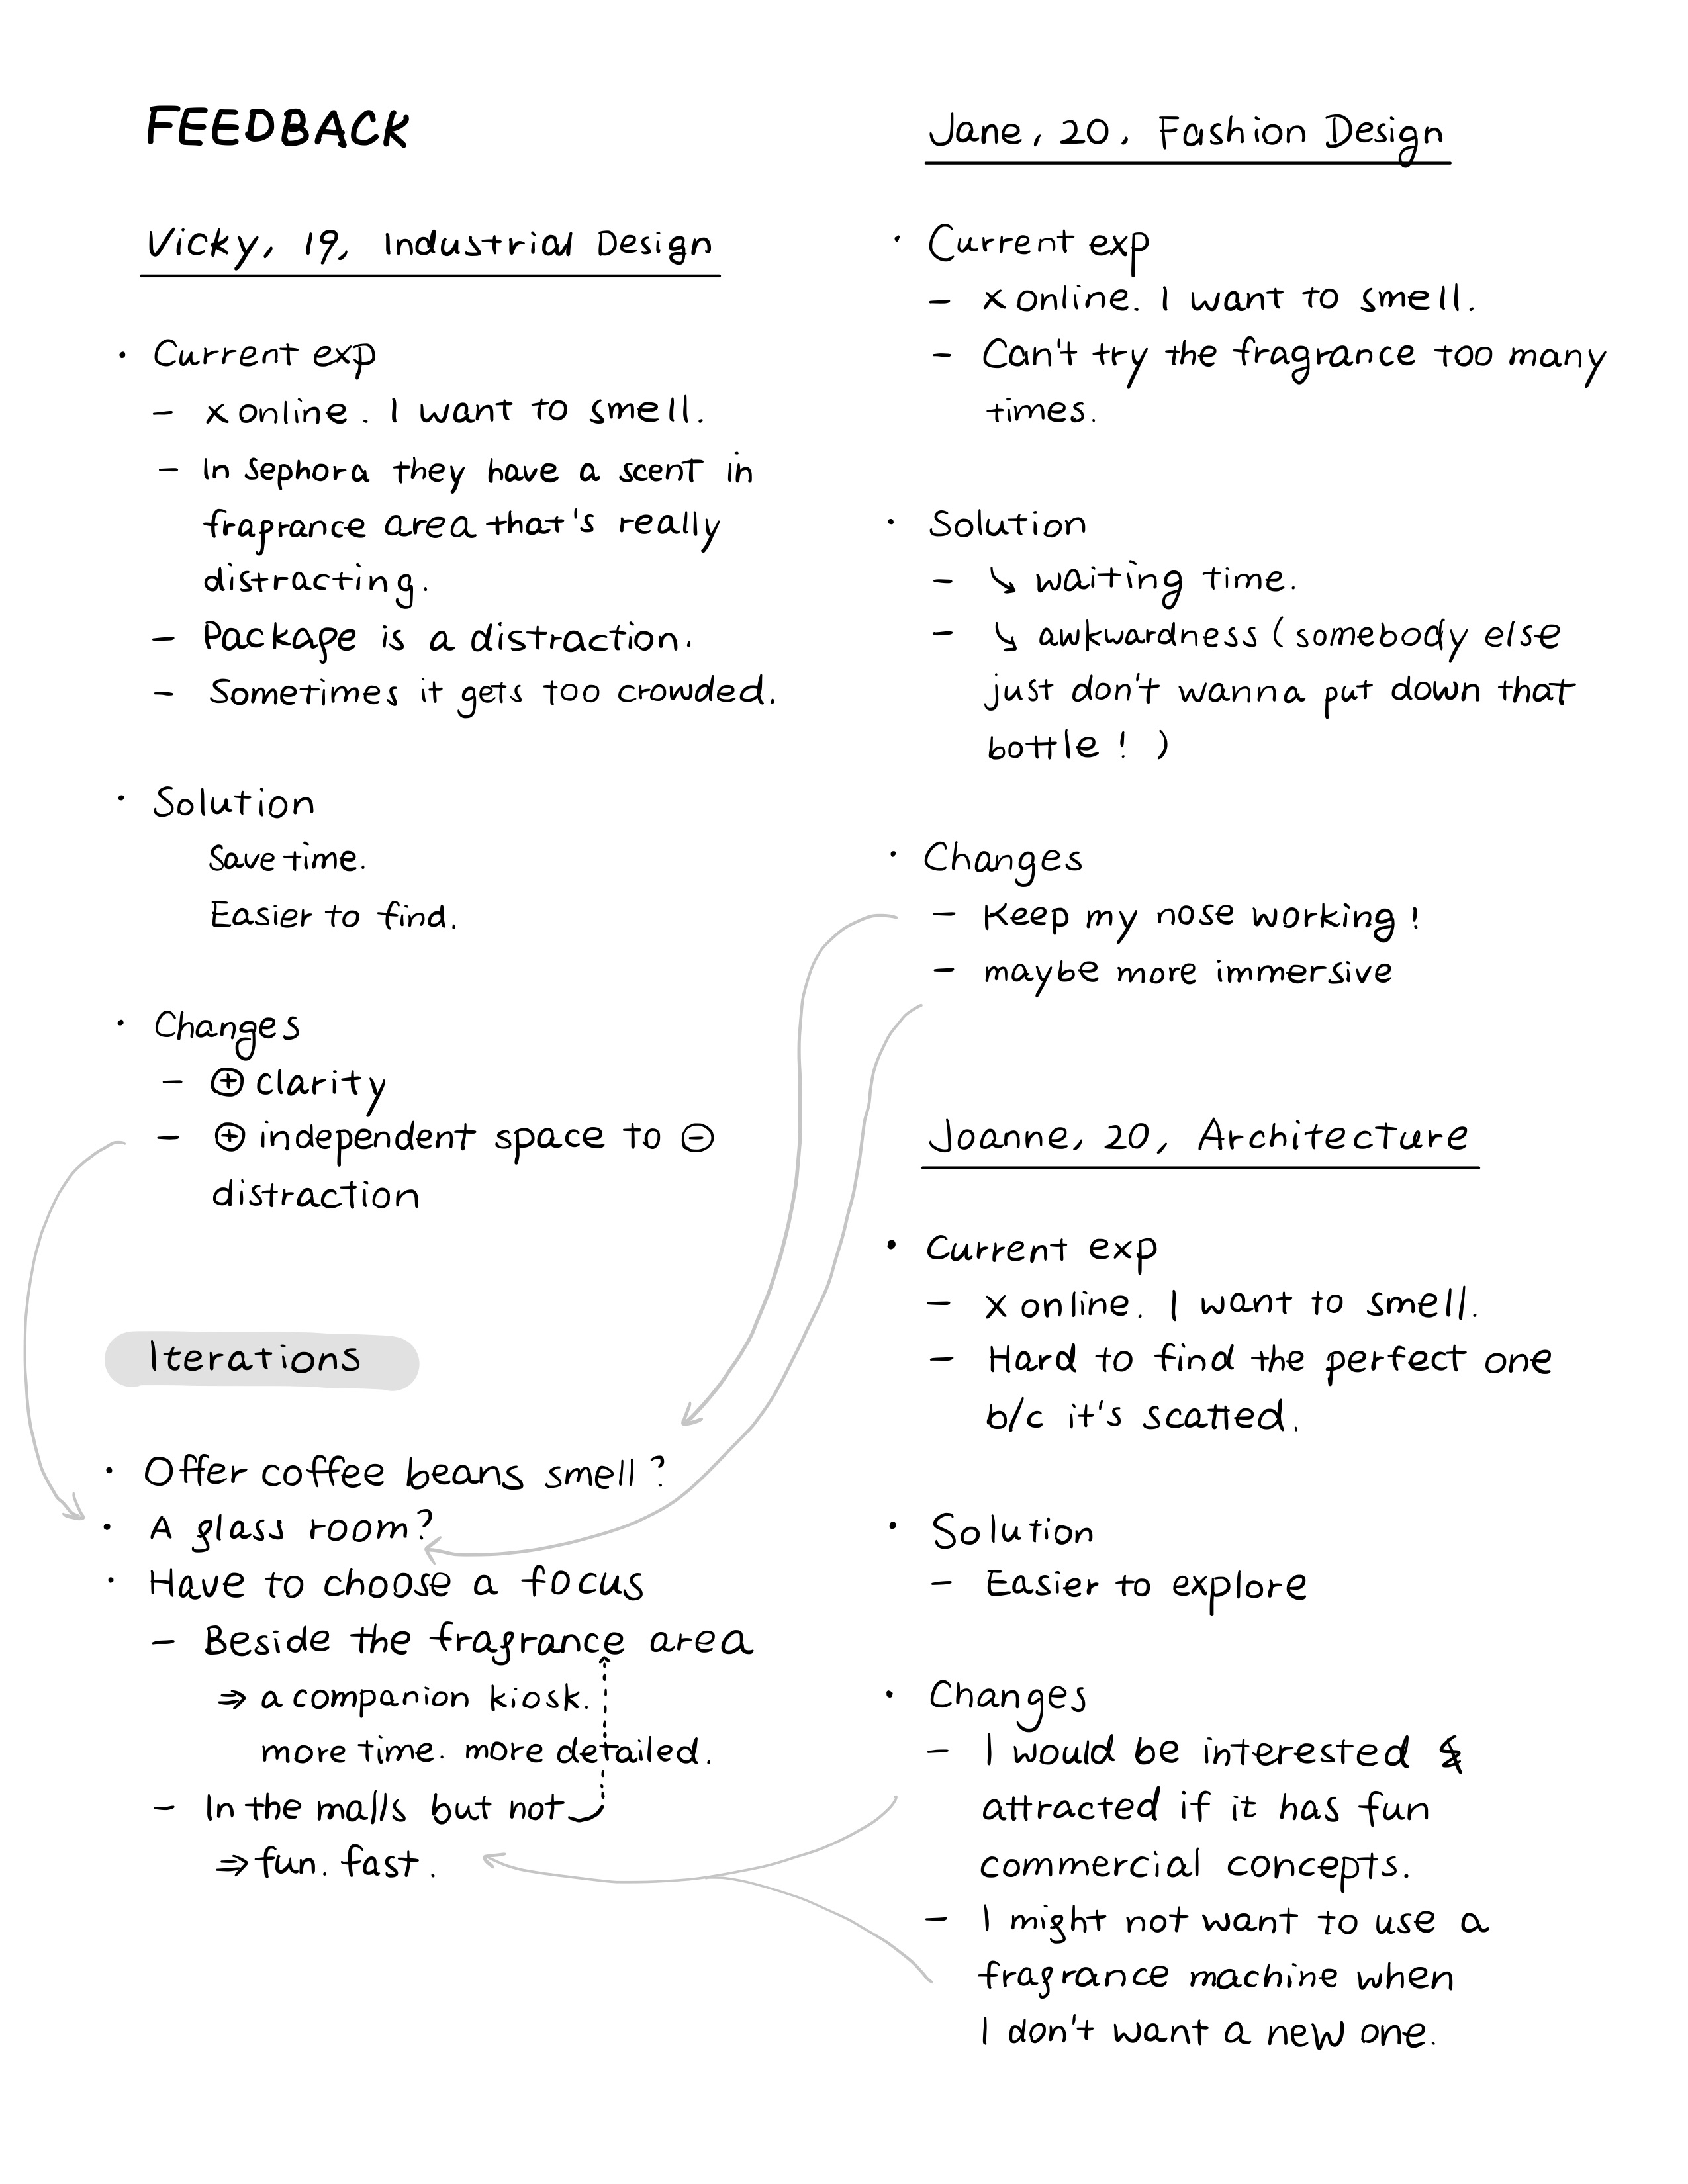 FEEDBACK
Vicky, 19, Industrial Design
• Current exp
- x online. I want to smell.
- In Sephora they have a scent in
fraprance area that's really
distracting.
- Package is a distraction.
- Sometimes it gets too crowded.
• Solution
Save time.
Easier to find.
• Changes
- ⊕ clarity
- ⊕ independent space to ⊖
distraction
Iterations
• Offer coffee beans smell?
• A glass room?
• Have to choose a focus
- Beside the fragrance area
⇒ a companion kiosk.
more time. more detailed.
- In the malls but not
⇒ fun. fast.
Jane, 20, Fashion Design
• Current exp
- x online. I want to smell.
- Can't try the fragrance too many
times.
• Solution
- ↘ waiting time.
- ↘ awkwardness (somebody else
just don't wanna put down that
bottle! )
• Changes
- Keep my nose working!
- maybe more immersive
Joanne, 20, Architecture
• Current exp
- x online. I want to smell.
- Hard to find the perfect one
b/c it's scatted.
• Solution
- Easier to explore
• Changes
- I would be interested &
attracted if it has fun
commercial concepts.
- I might not want to use a
fragrance machine when
I don't want a new one.